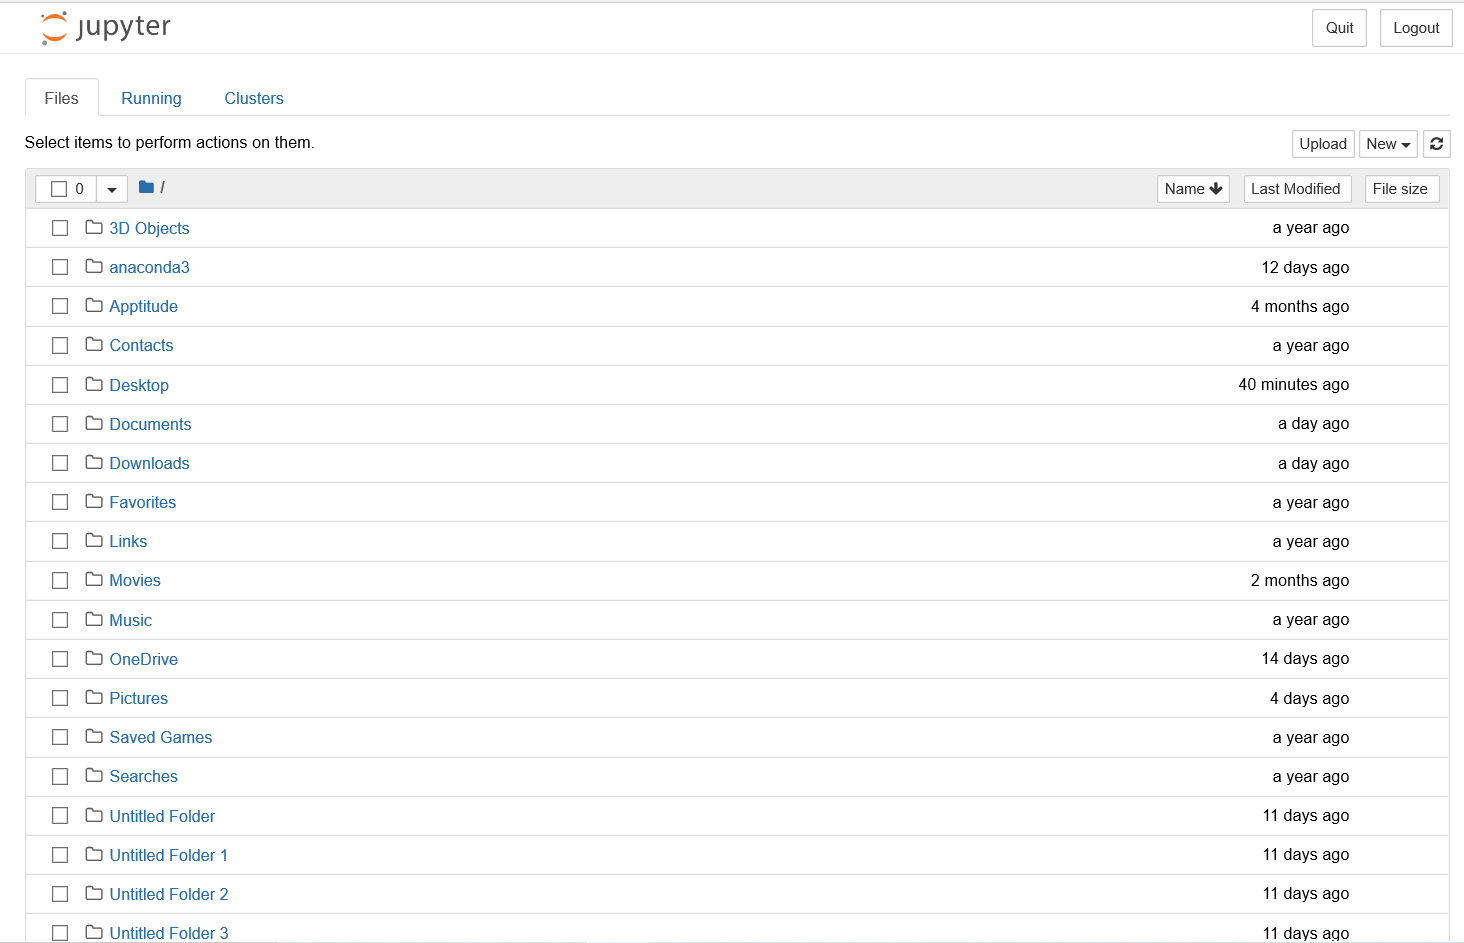 jupyter Quit Logout
Files Running Clusters
Select items to perform actions on them. Upload New
0 / Name Last Modified File size
3D Objects a year ago
anaconda3 12 days ago
Apptitude 4 months ago
Contacts a year ago
Desktop 40 minutes ago
Documents a day ago
Downloads a day ago
Favorites a year ago
Links a year ago
Movies 2 months ago
Music a year ago
OneDrive 14 days ago
Pictures 4 days ago
Saved Games a year ago
Searches a year ago
Untitled Folder 11 days ago
Untitled Folder 1 11 days ago
Untitled Folder 2 11 days ago
Untitled Folder 3 11 days ago